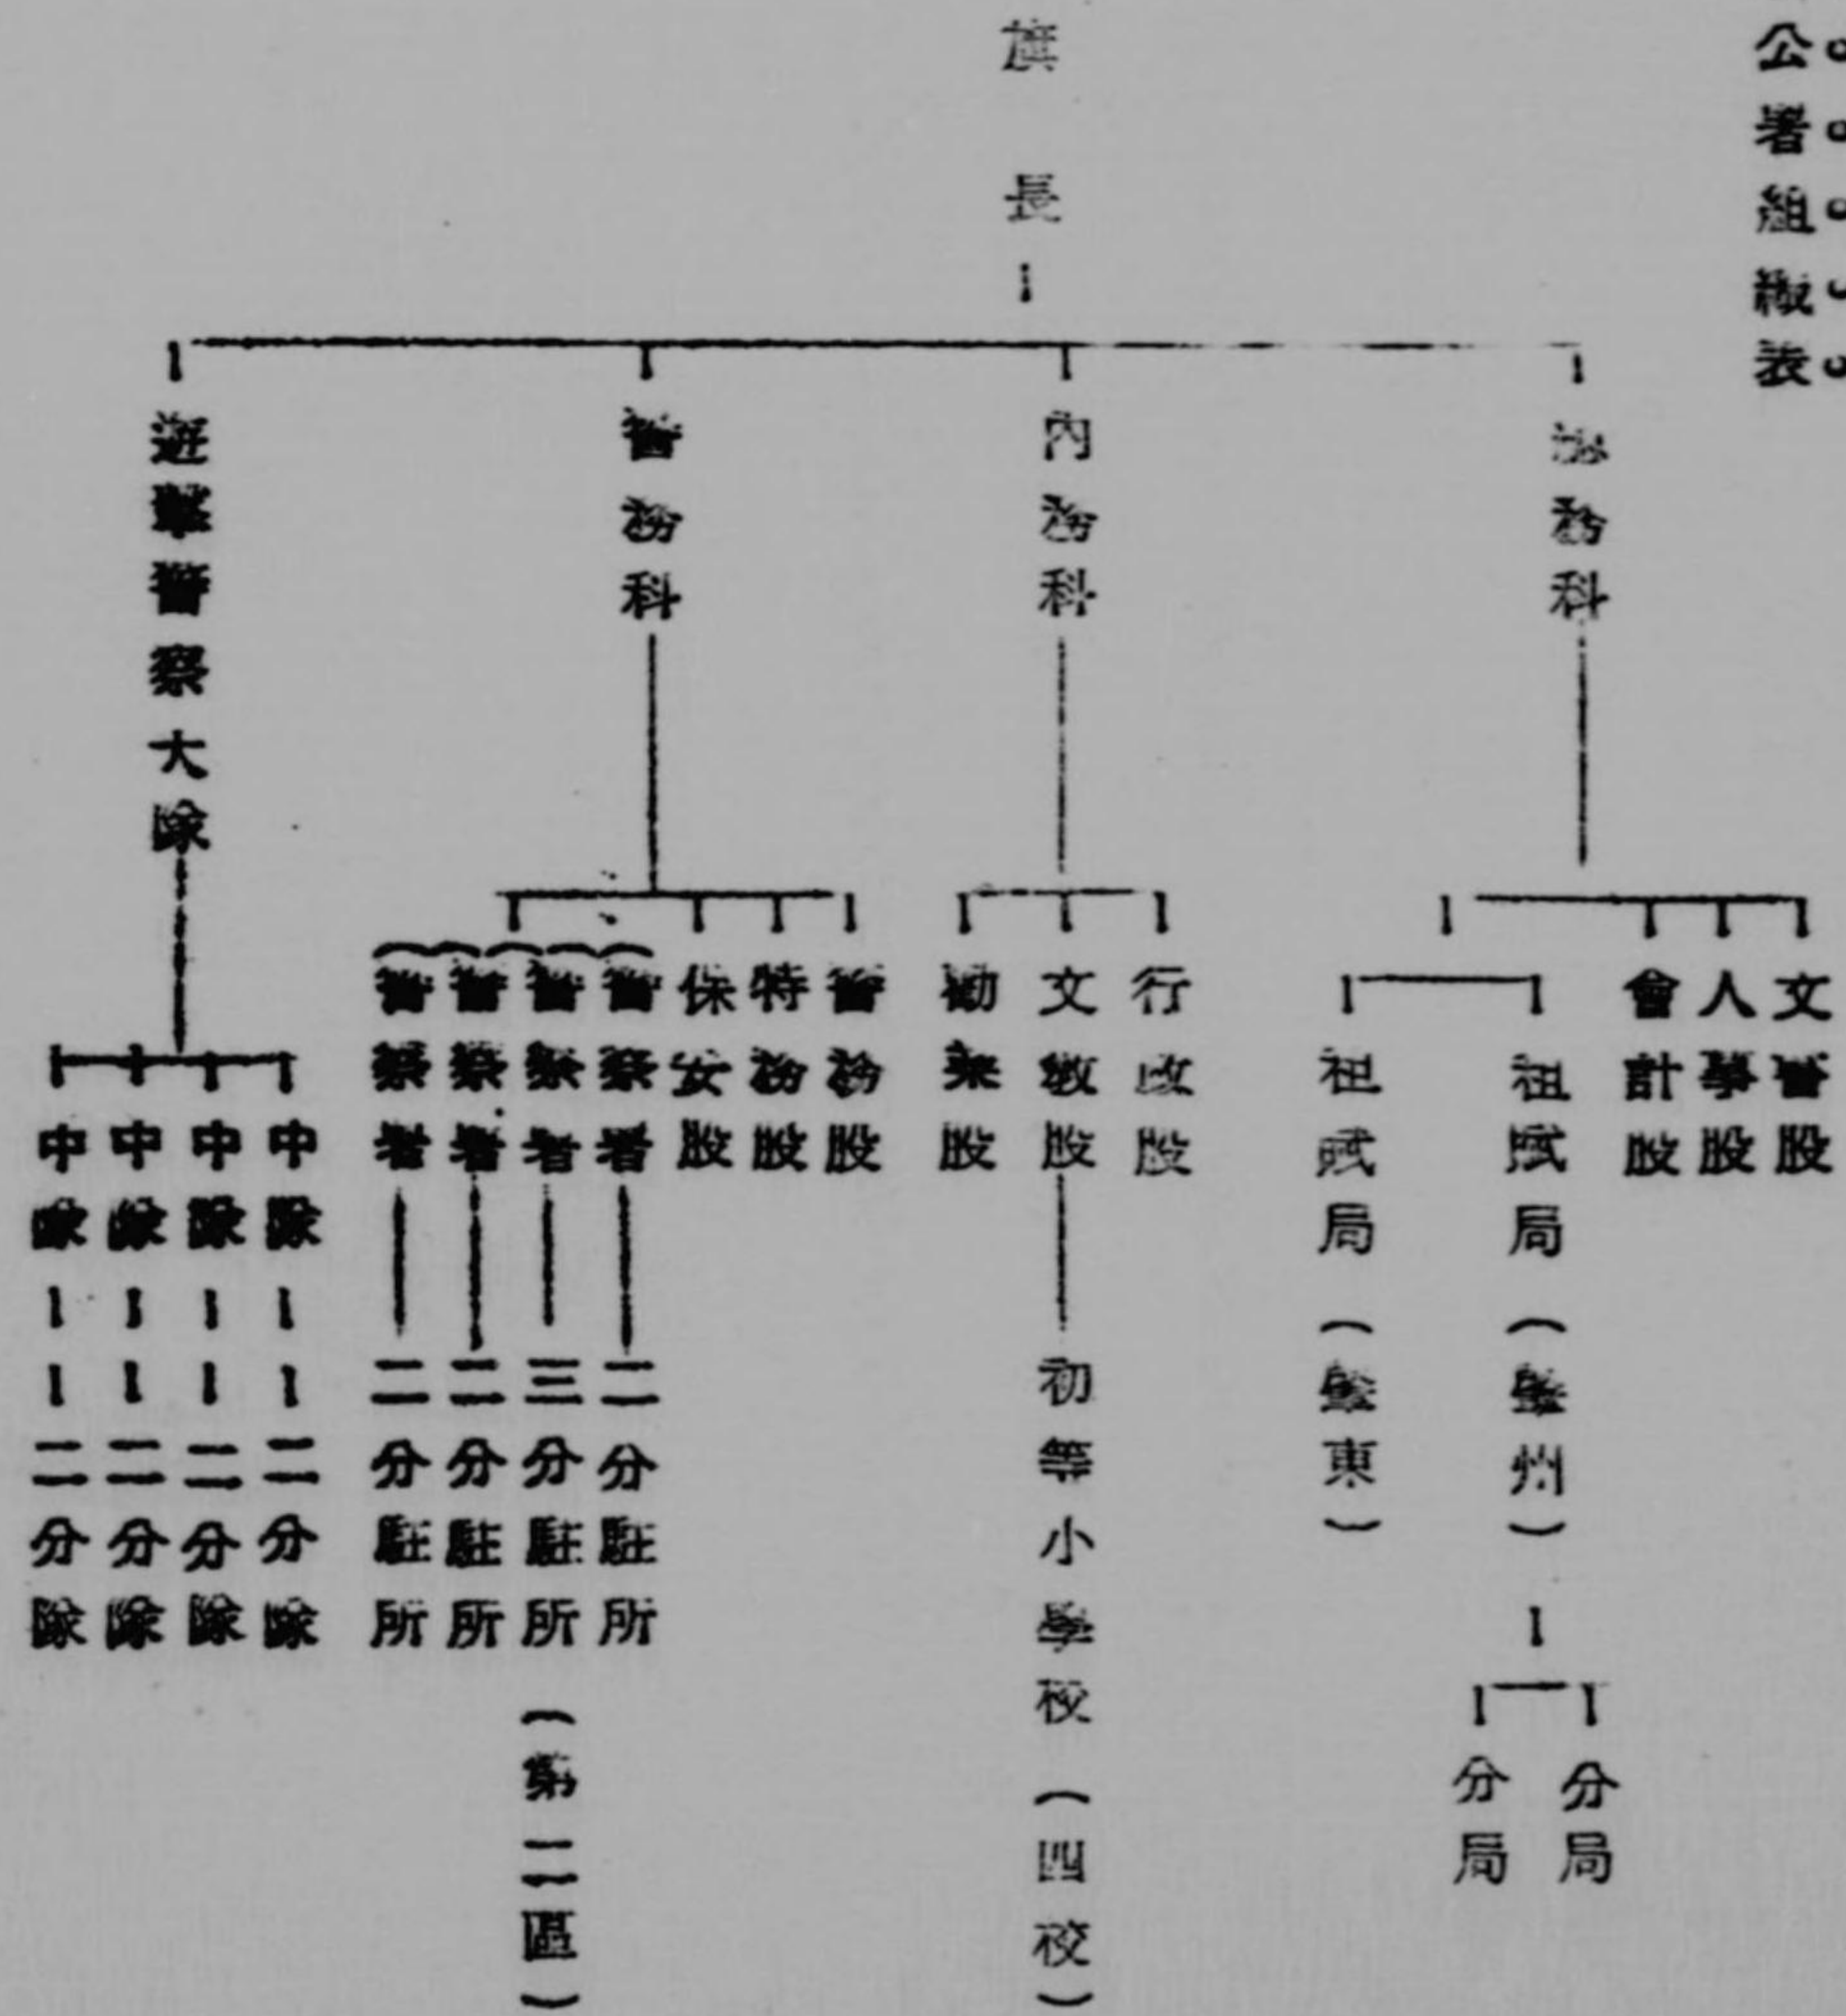 公署組織表
旗長
總務科
文書股
人事股
會計股
租賦局(鄭州)
分局
分局
租賦局(東)
內務科
行政股
文教股
初等小學校(四校)
勸業股
警務科
警務股
特務股
保安股
警察署
二分駐所
警察署
三分駐所(第二區)
警察署
二分駐所
警察署
二分駐所
遊擊警察大隊
中隊
二分隊
中隊
二分隊
中隊
二分隊
中隊
二分隊